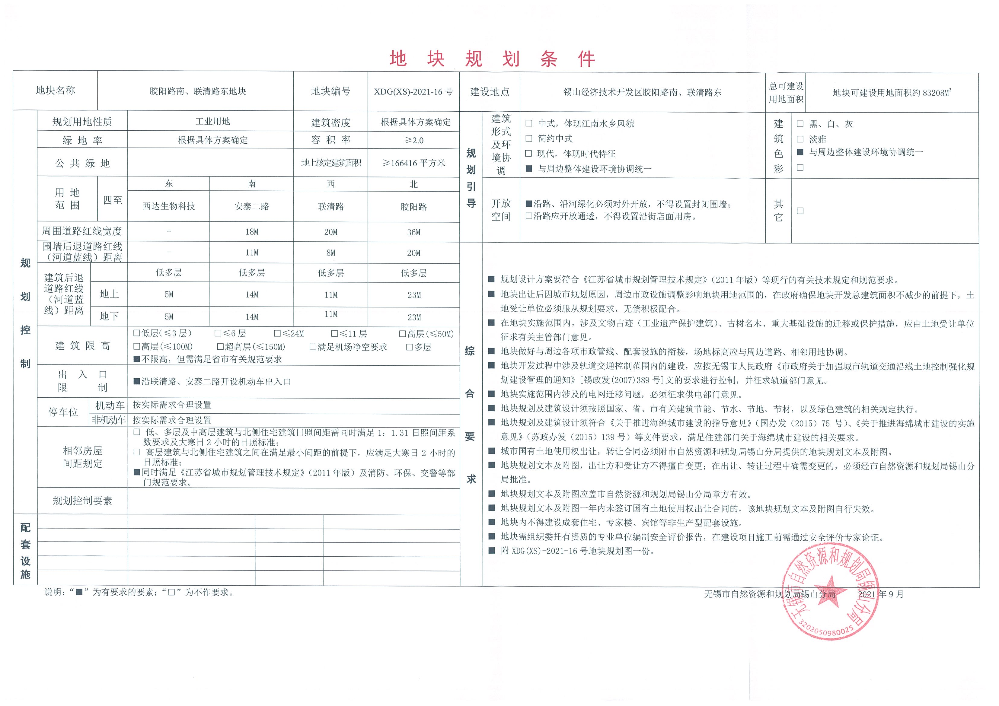 地块规划条件
地块名称 胶阳路南、联清路东地块 地块编号 XDG(XS)-2021-16 号 建设地点 锡山经济技术开发区胶阳路南、联清路东 总可建设用地面积 地块可建设用地面积约 83208M²
规划控制
规划用地性质 工业用地 建筑密度 根据具体方案确定
绿地率 根据具体方案确定 容积率 ≥2.0
公共绿地 地上核定建筑面积 ≥166416 平方米
用地范围 四至 东 南 西 北
西达生物科技 安泰二路 联清路 胶阳路
周围道路红线宽度 - 18M 20M 36M
围墙后退道路红线（河道蓝线）距离 - 11M 8M 20M
建筑后退道路红线（河道蓝线）距离 低多层 低多层 低多层 低多层
地上 5M 14M 11M 23M
地下 5M 14M 11M 23M
建筑限高
□低层(≤3 层) □≤6 层 □≤24M □≤11 层 □高层(≤50M)
□高层(≤100M) □超高层(≤150M) □满足机场净空要求 □多层
■不限高，但需满足省市有关规范要求
出入口限制 ■沿联清路、安泰二路开设机动车出入口
停车位 机动车 按实际需求合理设置
非机动车 按实际需求合理设置
相邻房屋间距规定
□ 低、多层及中高层建筑与北侧住宅建筑日照间距需同时满足 1：1.31 日照间距系
数要求及大寒日 2 小时的日照标准；
□ 高层建筑与北侧住宅建筑之间在满足最小间距的前提下，应满足大寒日 2 小时的
日照标准；
■同时满足《江苏省城市规划管理技术规定》（2011 年版）及消防、环保、交警等部
门规范要求。
规划控制要素
配套设施
规划引导
建筑形式及环境协调
□ 中式，体现江南水乡风貌
□ 简约中式
□ 现代，体现时代特征
■ 与周边整体建设环境协调统一
建筑色彩
□ 黑、白、灰
□ 淡雅
■ 与周边整体建设环境协调统一
□
开放空间
■沿路、沿河绿化必须对外开放，不得设置封闭围墙；
□沿路应开放通透，不得设置沿街店面用房。
其它 □
综合要求
■ 规划设计方案要符合《江苏省城市规划管理技术规定》（2011 年版）等现行的有关技术规定和规范要求。
■ 地块出让后因城市规划原因，周边市政设施调整影响地块用地范围的，在政府确保地块开发总建筑面积不减少的前提下，土
地受让单位必须服从规划要求，无偿积极配合。
■ 在地块实施范围内，涉及文物古迹（工业遗产保护建筑）、古树名木、重大基础设施的迁移或保护措施，应由土地受让单位
征求有关主管部门意见。
■ 地块做好与周边各项市政管线、配套设施的衔接，场地标高应与周边道路、相邻用地协调。
■ 地块开发过程中涉及轨道交通控制范围内的建设，应按无锡市人民政府《市政府关于加强城市轨道交通沿线土地控制强化规
划建设管理的通知》[锡政发(2007)389 号]文的要求进行控制，并征求轨道部门意见。
■ 地块实施范围内涉及的电网迁移问题，必须征求供电部门意见。
■ 地块规划及建筑设计须按照国家、省、市有关建筑节能、节水、节地、节材，以及绿色建筑的相关规定执行。
■ 地块规划及建筑设计须符合《关于推进海绵城市建设的指导意见》（国办发（2015）75 号）、《关于推进海绵城市建设的实施
意见》（苏政办发（2015）139 号）等文件要求，满足住建部门关于海绵城市建设的相关要求。
■ 城市国有土地使用权出让，转让合同必须附市自然资源和规划局锡山分局提供的地块规划文本及附图。
■ 地块规划文本及附图，出让方和受让方不得擅自变更；在出让、转让过程中确需变更的，必须经市自然资源和规划局锡山分
局批准。
■ 地块规划文本及附图应盖市自然资源和规划局锡山分局章方有效。
■ 地块规划文本及附图一年内未签订国有土地使用权出让合同的，该地块规划文本及附图自行失效。
■ 地块内不得建设成套住宅、专家楼、宾馆等非生产型配套设施。
■ 地块需组织委托有资质的专业单位编制安全评价报告，在建设项目施工前需通过安全评价专家论证。
■ 附 XDG(XS)-2021-16 号地块规划图一份。
说明：“■”为有要求的要素；“□”为不作要求。
无锡市自然资源和规划局锡山分局 2021 年 9 月
无锡市自然资源和规划局锡山分局
3202050980025